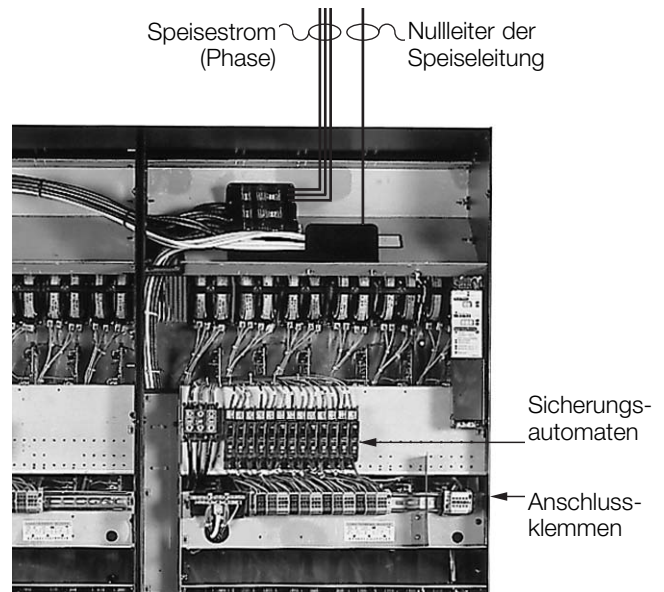 Speisestrom
(Phase)
Nullleiter der
Speiseleitung
Sicherungs-
automaten
Anschluss-
klemmen